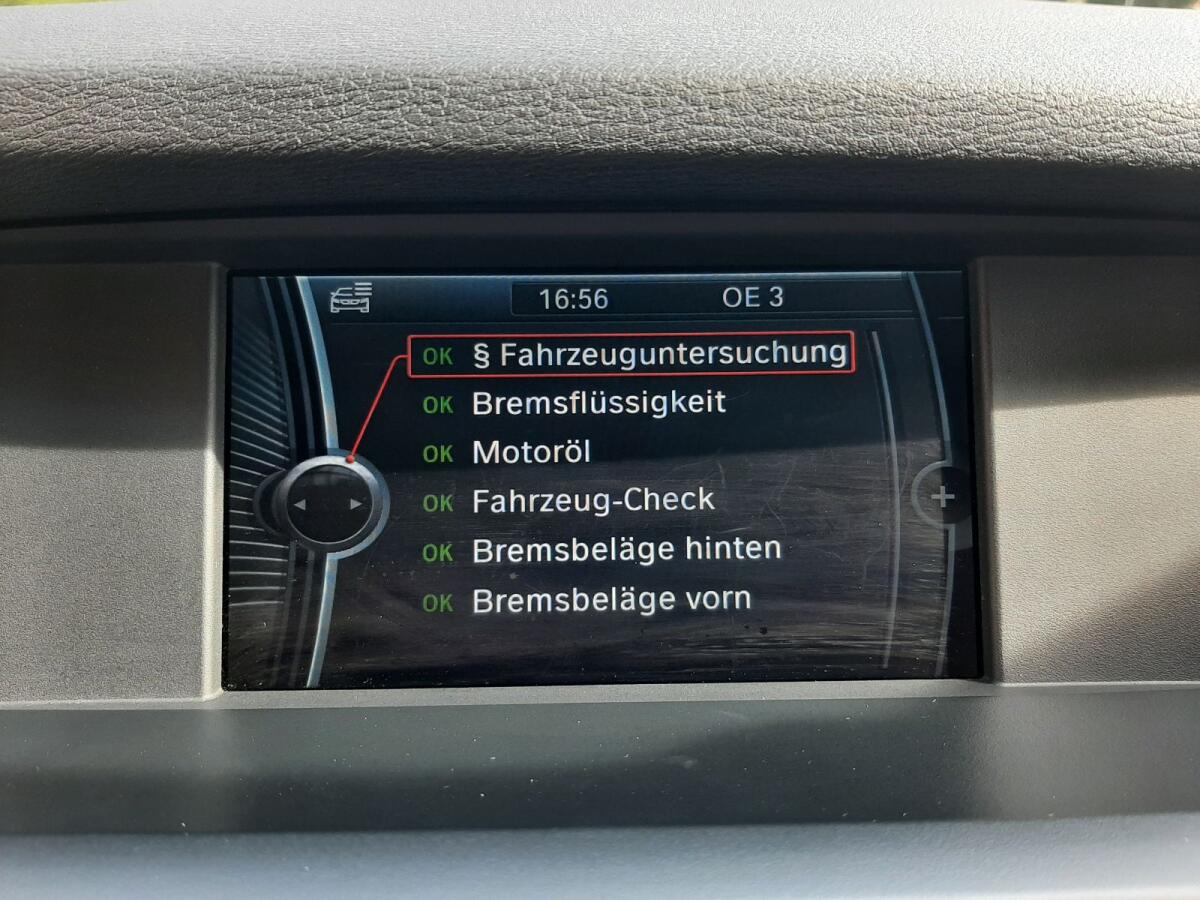 16:56 OE 3
OK § Fahrzeuguntersuchung
OK Bremsflüssigkeit
OK Motoröl
OK Fahrzeug-Check
OK Bremsbeläge hinten
OK Bremsbeläge vorn